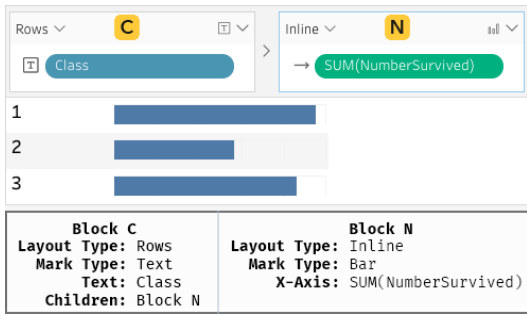 Rows C T
Inline N
T Class
→ SUM(NumberSurvived)
1
2
3
Block C
Layout Type: Rows
Mark Type: Text
Text: Class
Children: Block N
Block N
Layout Type: Inline
Mark Type: Bar
X-Axis: SUM(NumberSurvived)